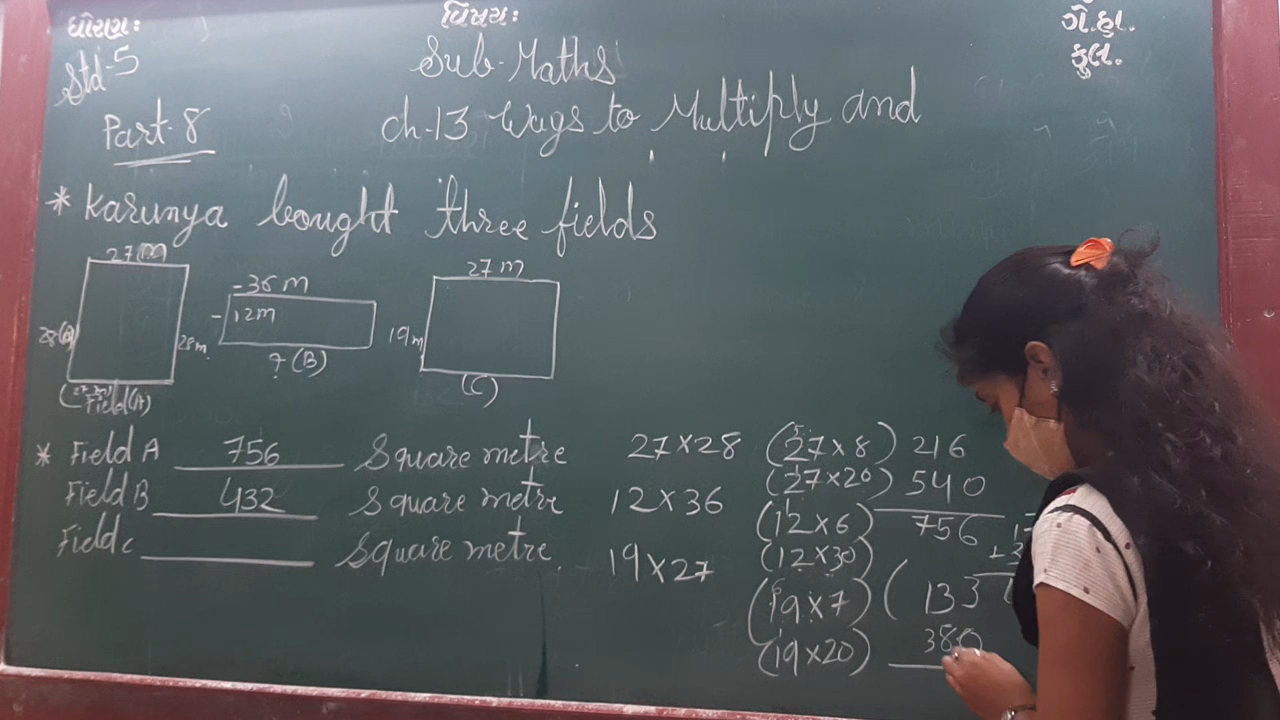 ધોરણઃ
વિષયઃ
ગે.હા.
કુલ.
Std-5
Sub-Maths
Part-8
ch-13 Ways to Multiply and
* Karunya bought three fields
27 m
28m.
Field(A)
36 m
12m
? (B)
27 m
19m
(C)
* Field A 756 Square metre
Field B 432 Square metre
Field c Square metre.
27×28
12×36
19×27
(27×8) 216
(27×20) 540
756
(12×6)
(12×30)
(19×7) 133
(19×20) 380